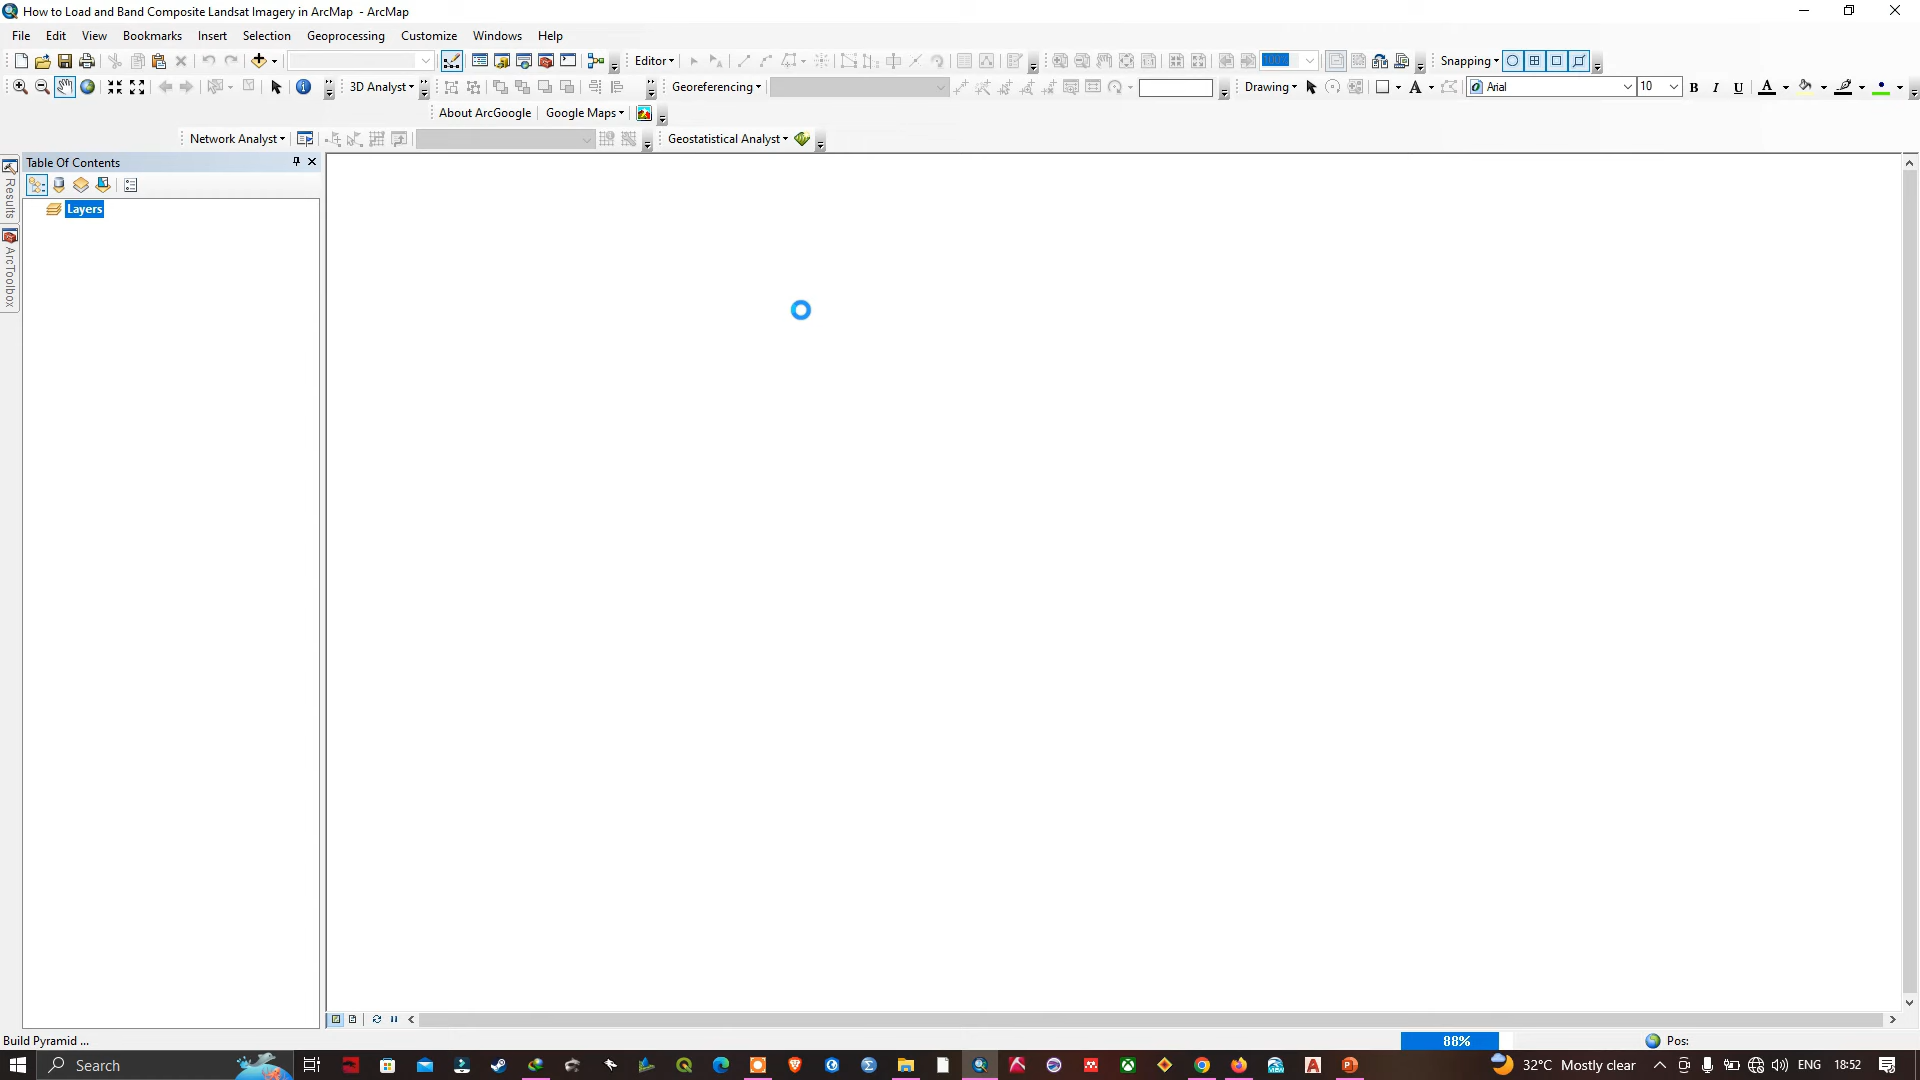 How to Load and Band Composite Landsat Imagery in ArcMap - ArcMap
File Edit View Bookmarks Insert Selection Geoprocessing Customize Windows Help
Editor 100% Snapping
3D Analyst Georeferencing Drawing Arial 10 B I U A
About ArcGoogle Google Maps
Network Analyst Geostatistical Analyst
Table Of Contents
Results
Layers
ArcToolbox
Build Pyramid ... 88% Pos:
Search 32°C Mostly clear ENG 18:52